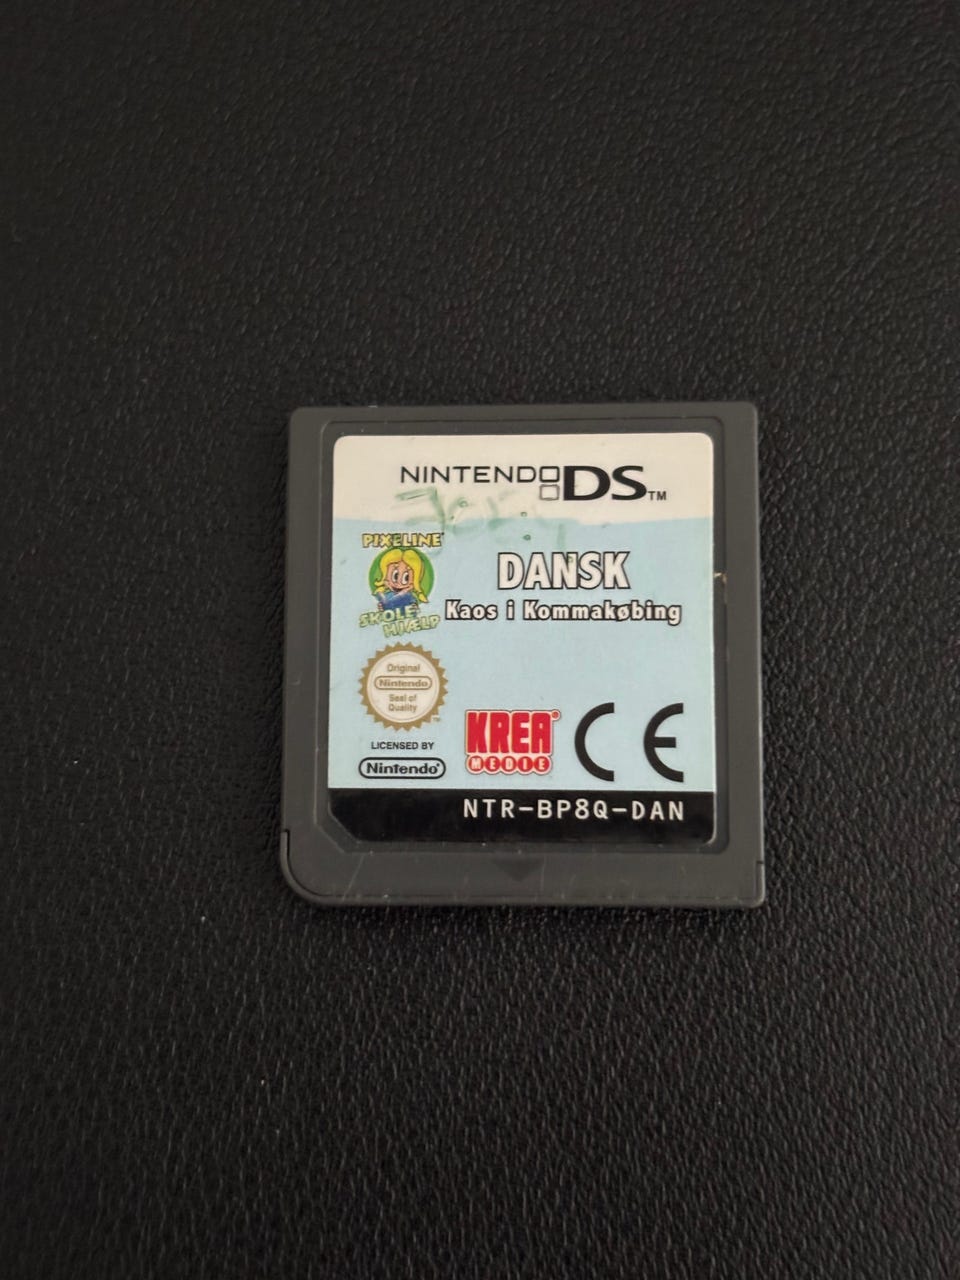 NINTENDO DS™
PIXELINE
SKOLE
HJÆLP
DANSK
Kaos i Kommakøbing
Original
Nintendo
Seal of
Quality
™
LICENSED BY
Nintendo®
KREA®
MEDIE
CE
NTR-BP8Q-DAN